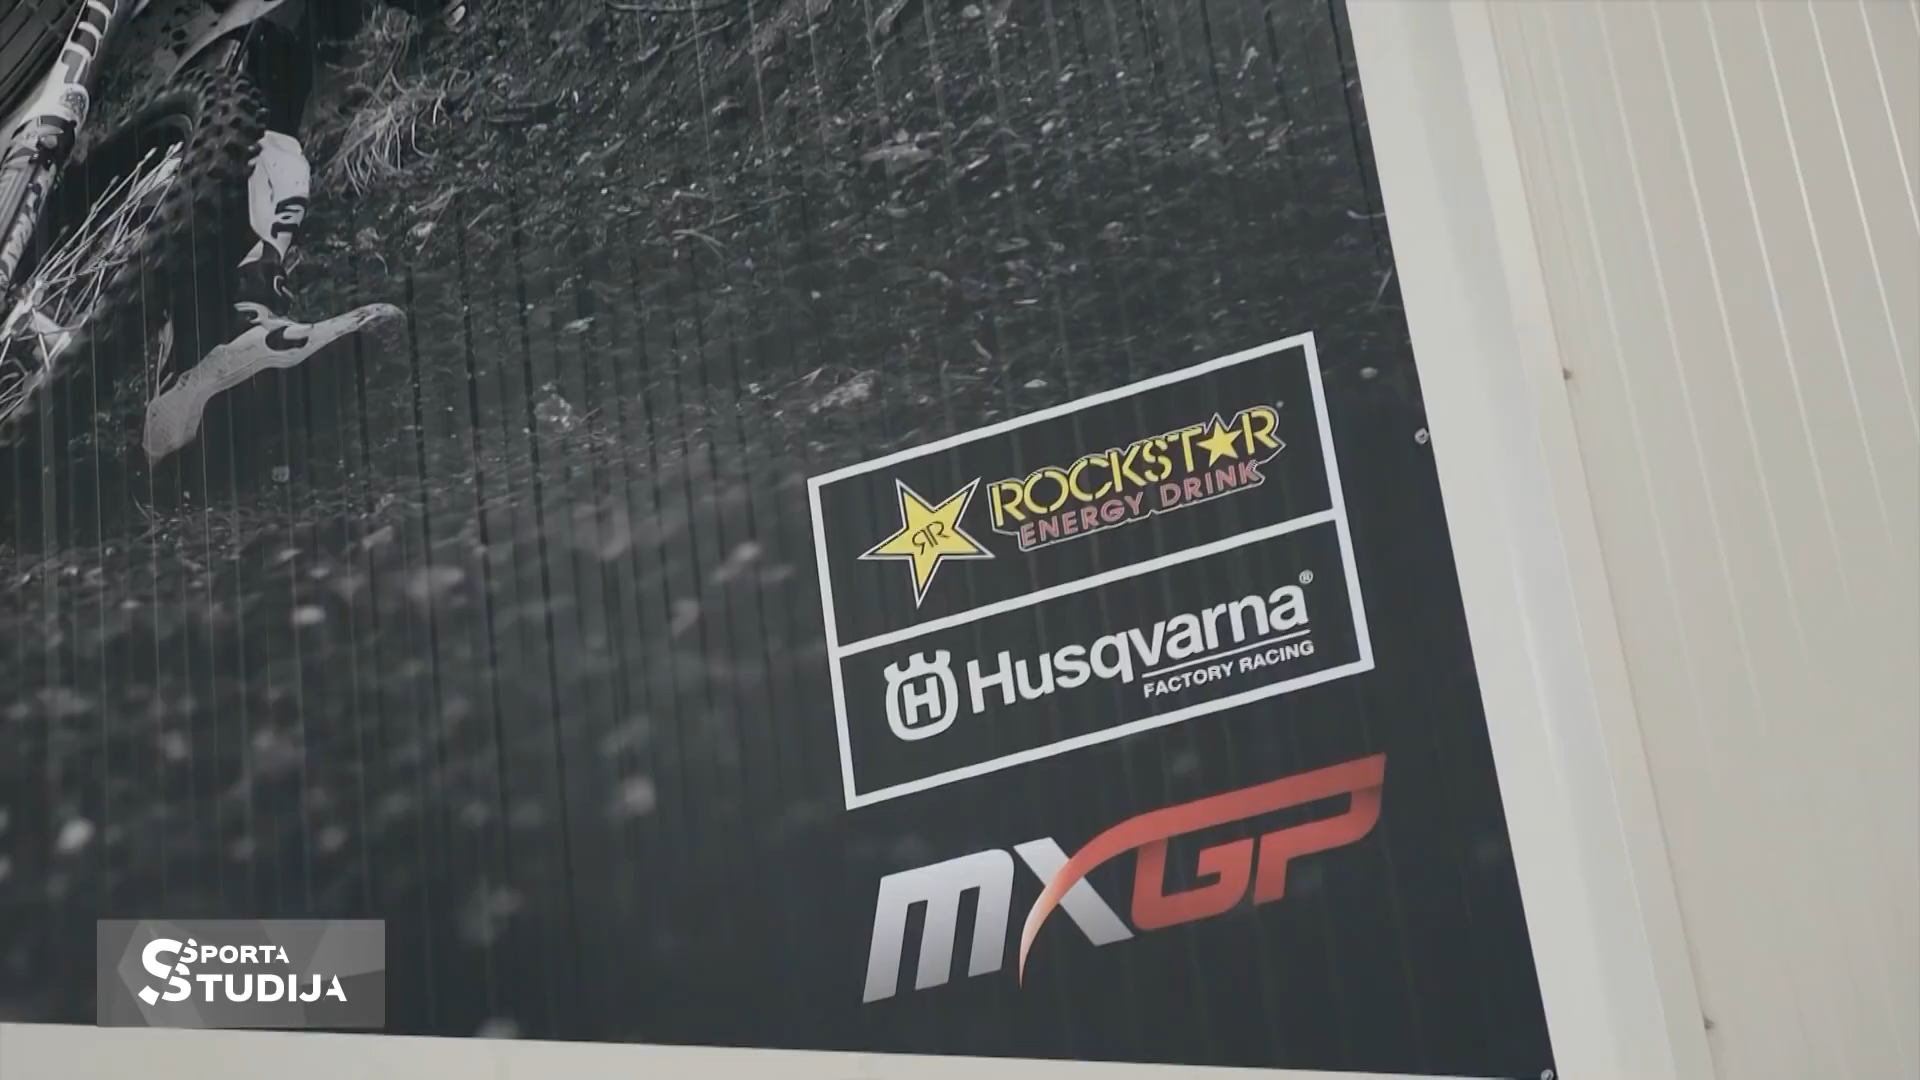 ROCKSTAR
ENERGY DRINK
Husqvarna®
FACTORY RACING
MXGP
SPORTA
STUDIJA